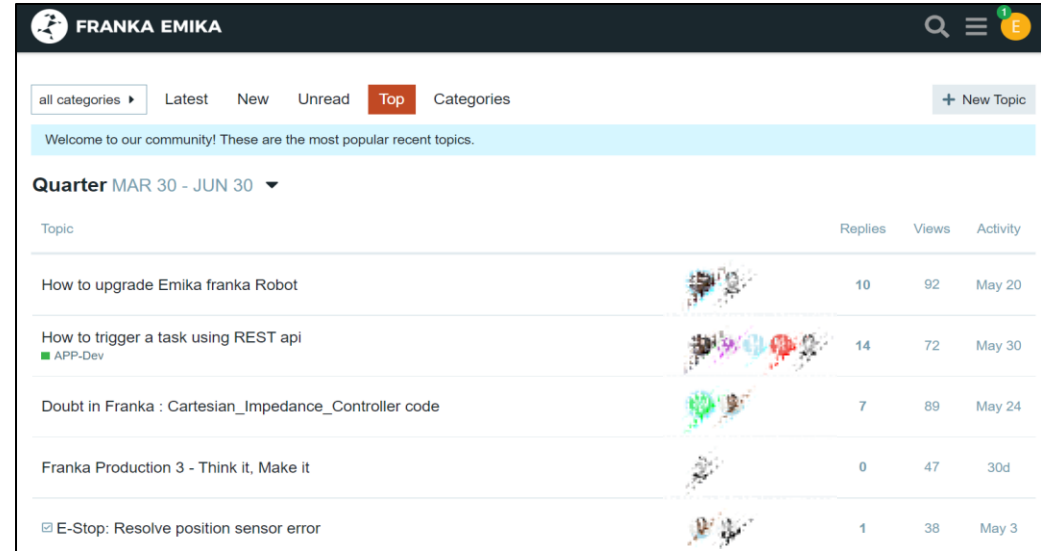 FRANKA EMIKA
1
E
all categories Latest New Unread Top Categories + New Topic
Welcome to our community! These are the most popular recent topics.
Quarter MAR 30 - JUN 30
Topic Replies Views Activity
How to upgrade Emika franka Robot 10 92 May 20
How to trigger a task using REST api 14 72 May 30
APP-Dev
Doubt in Franka : Cartesian_Impedance_Controller code 7 89 May 24
Franka Production 3 - Think it, Make it 0 47 30d
E-Stop: Resolve position sensor error 1 38 May 3